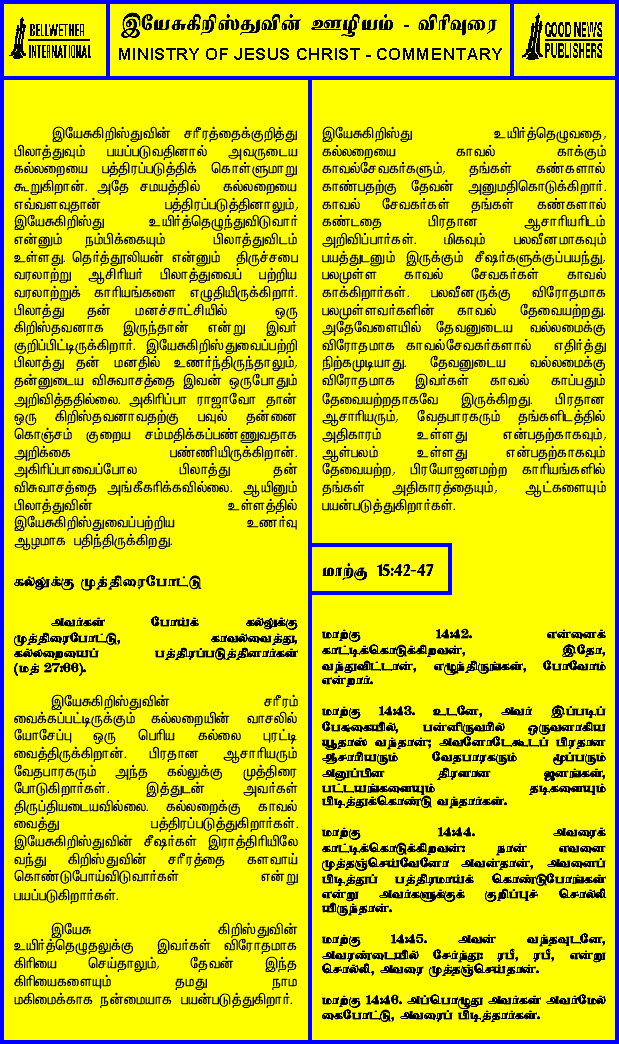 BELLWETHER
INTERNATIONAL
இயேசுகிறிஸ்துவின் ஊழியம் - விரிவுரை
MINISTRY OF JESUS CHRIST - COMMENTARY
GOOD NEWS
PUBLISHERS
இயேசுகிறிஸ்துவின் சரீரத்தைக்குறித்து
பிலாத்துவும் பயப்படுவதினால் அவருடைய
கல்லறையை பத்திரப்படுத்திக் கொள்ளுமாறு
கூறுகிறான். அதே சமயத்தில் கல்லறையை
எவ்வளவுதான் பத்திரப்படுத்தினாலும்,
இயேசுகிறிஸ்து உயிர்த்தெழுந்துவிடுவார்
என்னும் நம்பிக்கையும் பிலாத்துவிடம்
உள்ளது. தெர்த்தூலியன் என்னும் திருச்சபை
வரலாற்று ஆசிரியர் பிலாத்துவைப் பற்றிய
வரலாற்றுக் காரியங்களை எழுதியிருக்கிறார்.
பிலாத்து தன் மனச்சாட்சியில் ஒரு
கிறிஸ்தவனாக இருந்தான் என்று இவர்
குறிப்பிட்டிருக்கிறார். இயேசுகிறிஸ்துவைப்பற்றி
பிலாத்து தன் மனதில் உணர்ந்திருந்தாலும்,
தன்னுடைய விசுவாசத்தை இவன் ஒருபோதும்
அறிவித்ததில்லை. அகிரிப்பா ராஜாவோ தான்
ஒரு கிறிஸ்தவனாவதற்கு பவுல் தன்னை
கொஞ்சம் குறைய சம்மதிக்கப்பண்ணுவதாக
அறிக்கை பண்ணியிருக்கிறான்.
அகிரிப்பாவைப்போல பிலாத்து தன்
விசுவாசத்தை அங்கீகரிக்கவில்லை. ஆயினும்
பிலாத்துவின் உள்ளத்தில்
இயேசுகிறிஸ்துவைப்பற்றிய உணர்வு
ஆழமாக பதிந்திருக்கிறது.
கல்லுக்கு முத்திரைபோட்டு
அவர்கள் போய்க் கல்லுக்கு
முத்திரைபோட்டு, காவல்வைத்து,
கல்லறையைப் பத்திரப்படுத்தினார்கள்
(மத் 27:66).
இயேசுகிறிஸ்துவின் சரீரம்
வைக்கப்பட்டிருக்கும் கல்லறையின் வாசலில்
யோசேப்பு ஒரு பெரிய கல்லை புரட்டி
வைத்திருக்கிறான். பிரதான ஆசாரியரும்
வேதபாரகரும் அந்த கல்லுக்கு முத்திரை
போடுகிறார்கள். இத்துடன் அவர்கள்
திருப்தியடையவில்லை. கல்லறைக்கு காவல்
வைத்து பத்திரப்படுத்துகிறார்கள்.
இயேசுகிறிஸ்துவின் சீஷர்கள் இராத்திரியிலே
வந்து கிறிஸ்துவின் சரீரத்தை களவாய்
கொண்டுபோய்விடுவார்கள் என்று
பயப்படுகிறார்கள்.
இயேசு கிறிஸ்துவின்
உயிர்த்தெழுதலுக்கு இவர்கள் விரோதமாக
கிரியை செய்தாலும், தேவன் இந்த
கிரியைகளையும் தமது நாம
மகிமைக்காக நன்மையாக பயன்படுத்துகிறார்.
இயேசுகிறிஸ்து உயிர்த்தெழுவதை,
கல்லறையை காவல் காக்கும்
காவல்சேவகர்களும், தங்கள் கண்களால்
காண்பதற்கு தேவன் அனுமதிகொடுக்கிறார்.
காவல் சேவகர்கள் தங்கள் கண்களால்
கண்டதை பிரதான ஆசாரியரிடம்
அறிவிப்பார்கள். மிகவும் பலவீனமாகவும்
பயத்துடனும் இருக்கும் சீஷர்களுக்குப்பயந்து,
பலமுள்ள காவல் சேவகர்கள் காவல்
காக்கிறார்கள். பலவீனருக்கு விரோதமாக
பலமுள்ளவர்களின் காவல் தேவையற்றது.
அதேவேளையில் தேவனுடைய வல்லமைக்கு
விரோதமாக காவல்சேவகர்களால் எதிர்த்து
நிற்கமுடியாது. தேவனுடைய வல்லமைக்கு
விரோதமாக இவர்கள் காவல் காப்பதும்
தேவையற்றதாகவே இருக்கிறது. பிரதான
ஆசாரியரும், வேதபாரகரும் தங்களிடத்தில்
அதிகாரம் உள்ளது என்பதற்காகவும்,
ஆள்பலம் உள்ளது என்பதற்காகவும்
தேவையற்ற, பிரயோஜனமற்ற காரியங்களில்
தங்கள் அதிகாரத்தையும், ஆட்களையும்
பயன்படுத்துகிறார்கள்.
மாற்கு 15:42-47
மாற்கு 14:42. என்னைக்
காட்டிக்கொடுக்கிறவன், இதோ,
வந்துவிட்டான், எழுந்திருங்கள், போவோம்
என்றார்.
மாற்கு 14:43. உடனே, அவர் இப்படிப்
பேசுகையில், பன்னிருவரில் ஒருவனாகிய
யூதாஸ் வந்தான்; அவனோடேகூடப் பிரதான
ஆசாரியரும் வேதபாரகரும் மூப்பரும்
அனுப்பின திரளான ஜனங்கள்,
பட்டயங்களையும் தடிகளையும்
பிடித்துக்கொண்டு வந்தார்கள்.
மாற்கு 14:44. அவரைக்
காட்டிக்கொடுக்கிறவன்: நான் எவனை
முத்தஞ்செய்வேனோ அவன்தான், அவனைப்
பிடித்துப் பத்திரமாய்க் கொண்டுபோங்கள்
என்று அவர்களுக்குக் குறிப்புச் சொல்லி
யிருந்தான்.
மாற்கு 14:45. அவன் வந்தவுடனே,
அவரண்டையில் சேர்ந்து: ரபீ, ரபீ, என்று
சொல்லி, அவரை முத்தஞ்செய்தான்.
மாற்கு 14:46. அப்பொழுது அவர்கள் அவர்மேல்
கைபோட்டு, அவரைப் பிடித்தார்கள்.